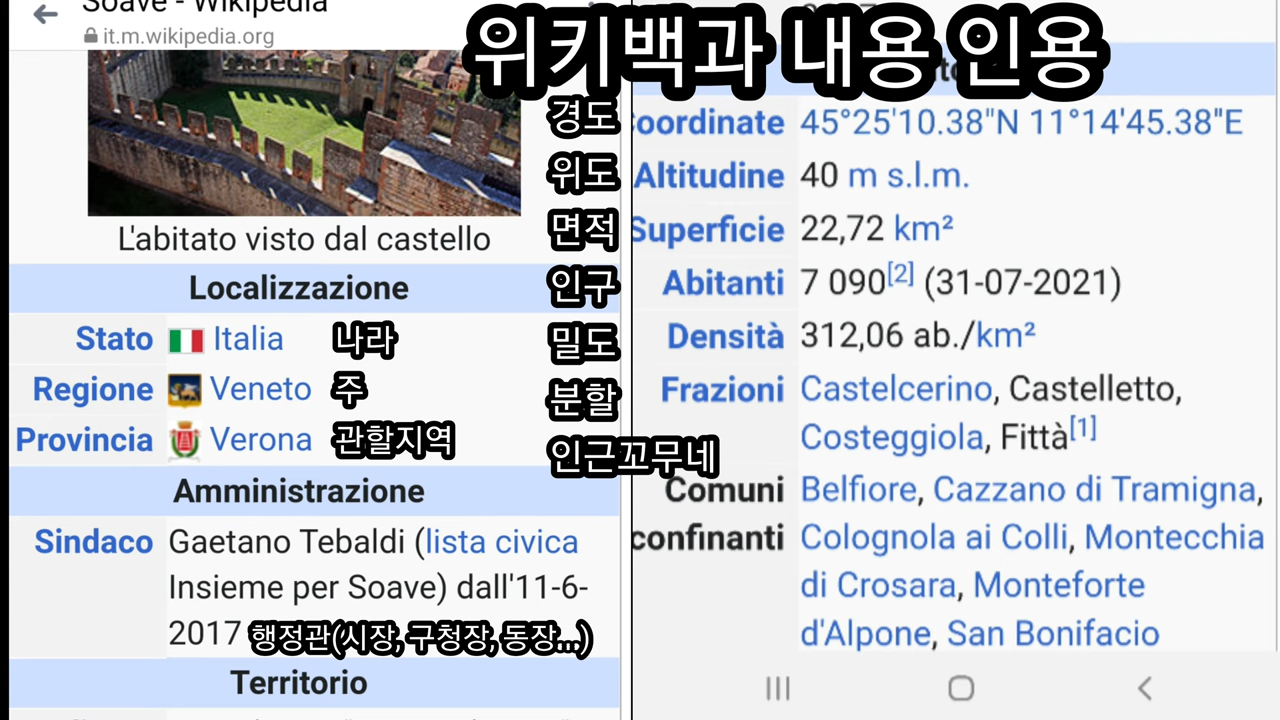 Soave - Wikipedia
it.m.wikipedia.org
L'abitato visto dal castello
Localizzazione
Stato Italia 나라
Regione Veneto 주
Provincia Verona 관할지역
Amministrazione
Sindaco Gaetano Tebaldi (lista civica
Insieme per Soave) dall'11-6-
2017 행정관(시장, 구청장, 동장...)
Territorio
위키백과 내용 인용
경도 Coordinate 45°25'10.38"N 11°14'45.38"E
위도 Altitudine 40 m s.l.m.
면적 Superficie 22,72 km²
인구 Abitanti 7 090[2] (31-07-2021)
밀도 Densità 312,06 ab./km²
분할 Frazioni Castelcerino, Castelletto,
Costeggiola, Fittà[1]
인근꼬무네
Comuni Belfiore, Cazzano di Tramigna,
confinanti Colognola ai Colli, Montecchia
di Crosara, Monteforte
d'Alpone, San Bonifacio